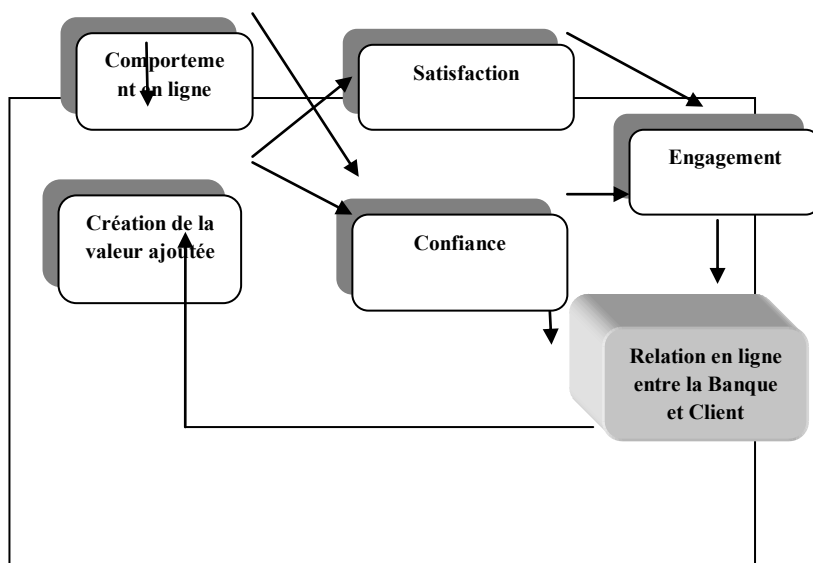 Comporteme
nt en ligne
Satisfaction
Engagement
Création de la
valeur ajoutée
Confiance
Relation en ligne
entre la Banque
et Client